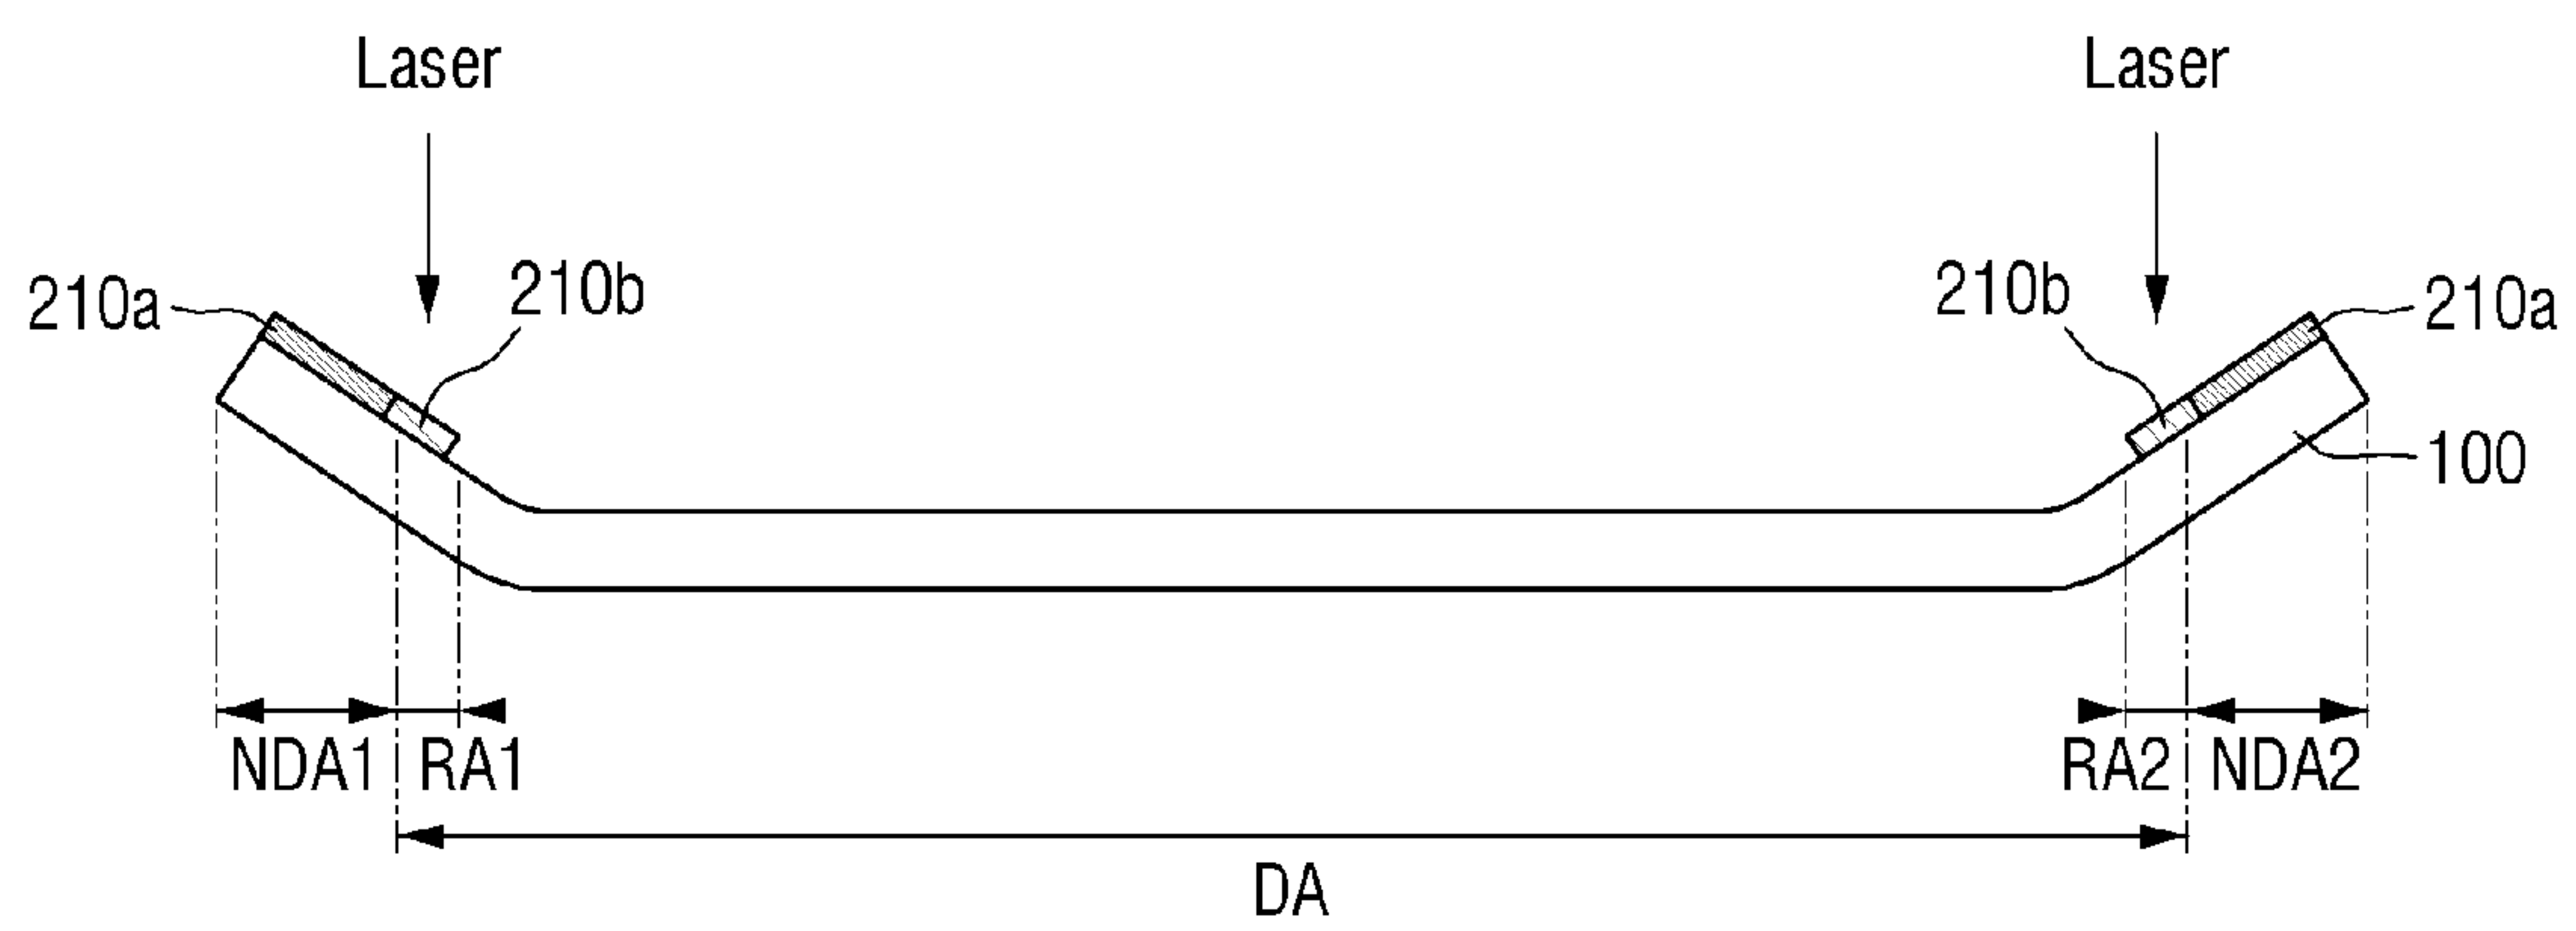 Laser Laser
210a 210b 210b 210a
100
NDA1 RA1 RA2 NDA2
DA